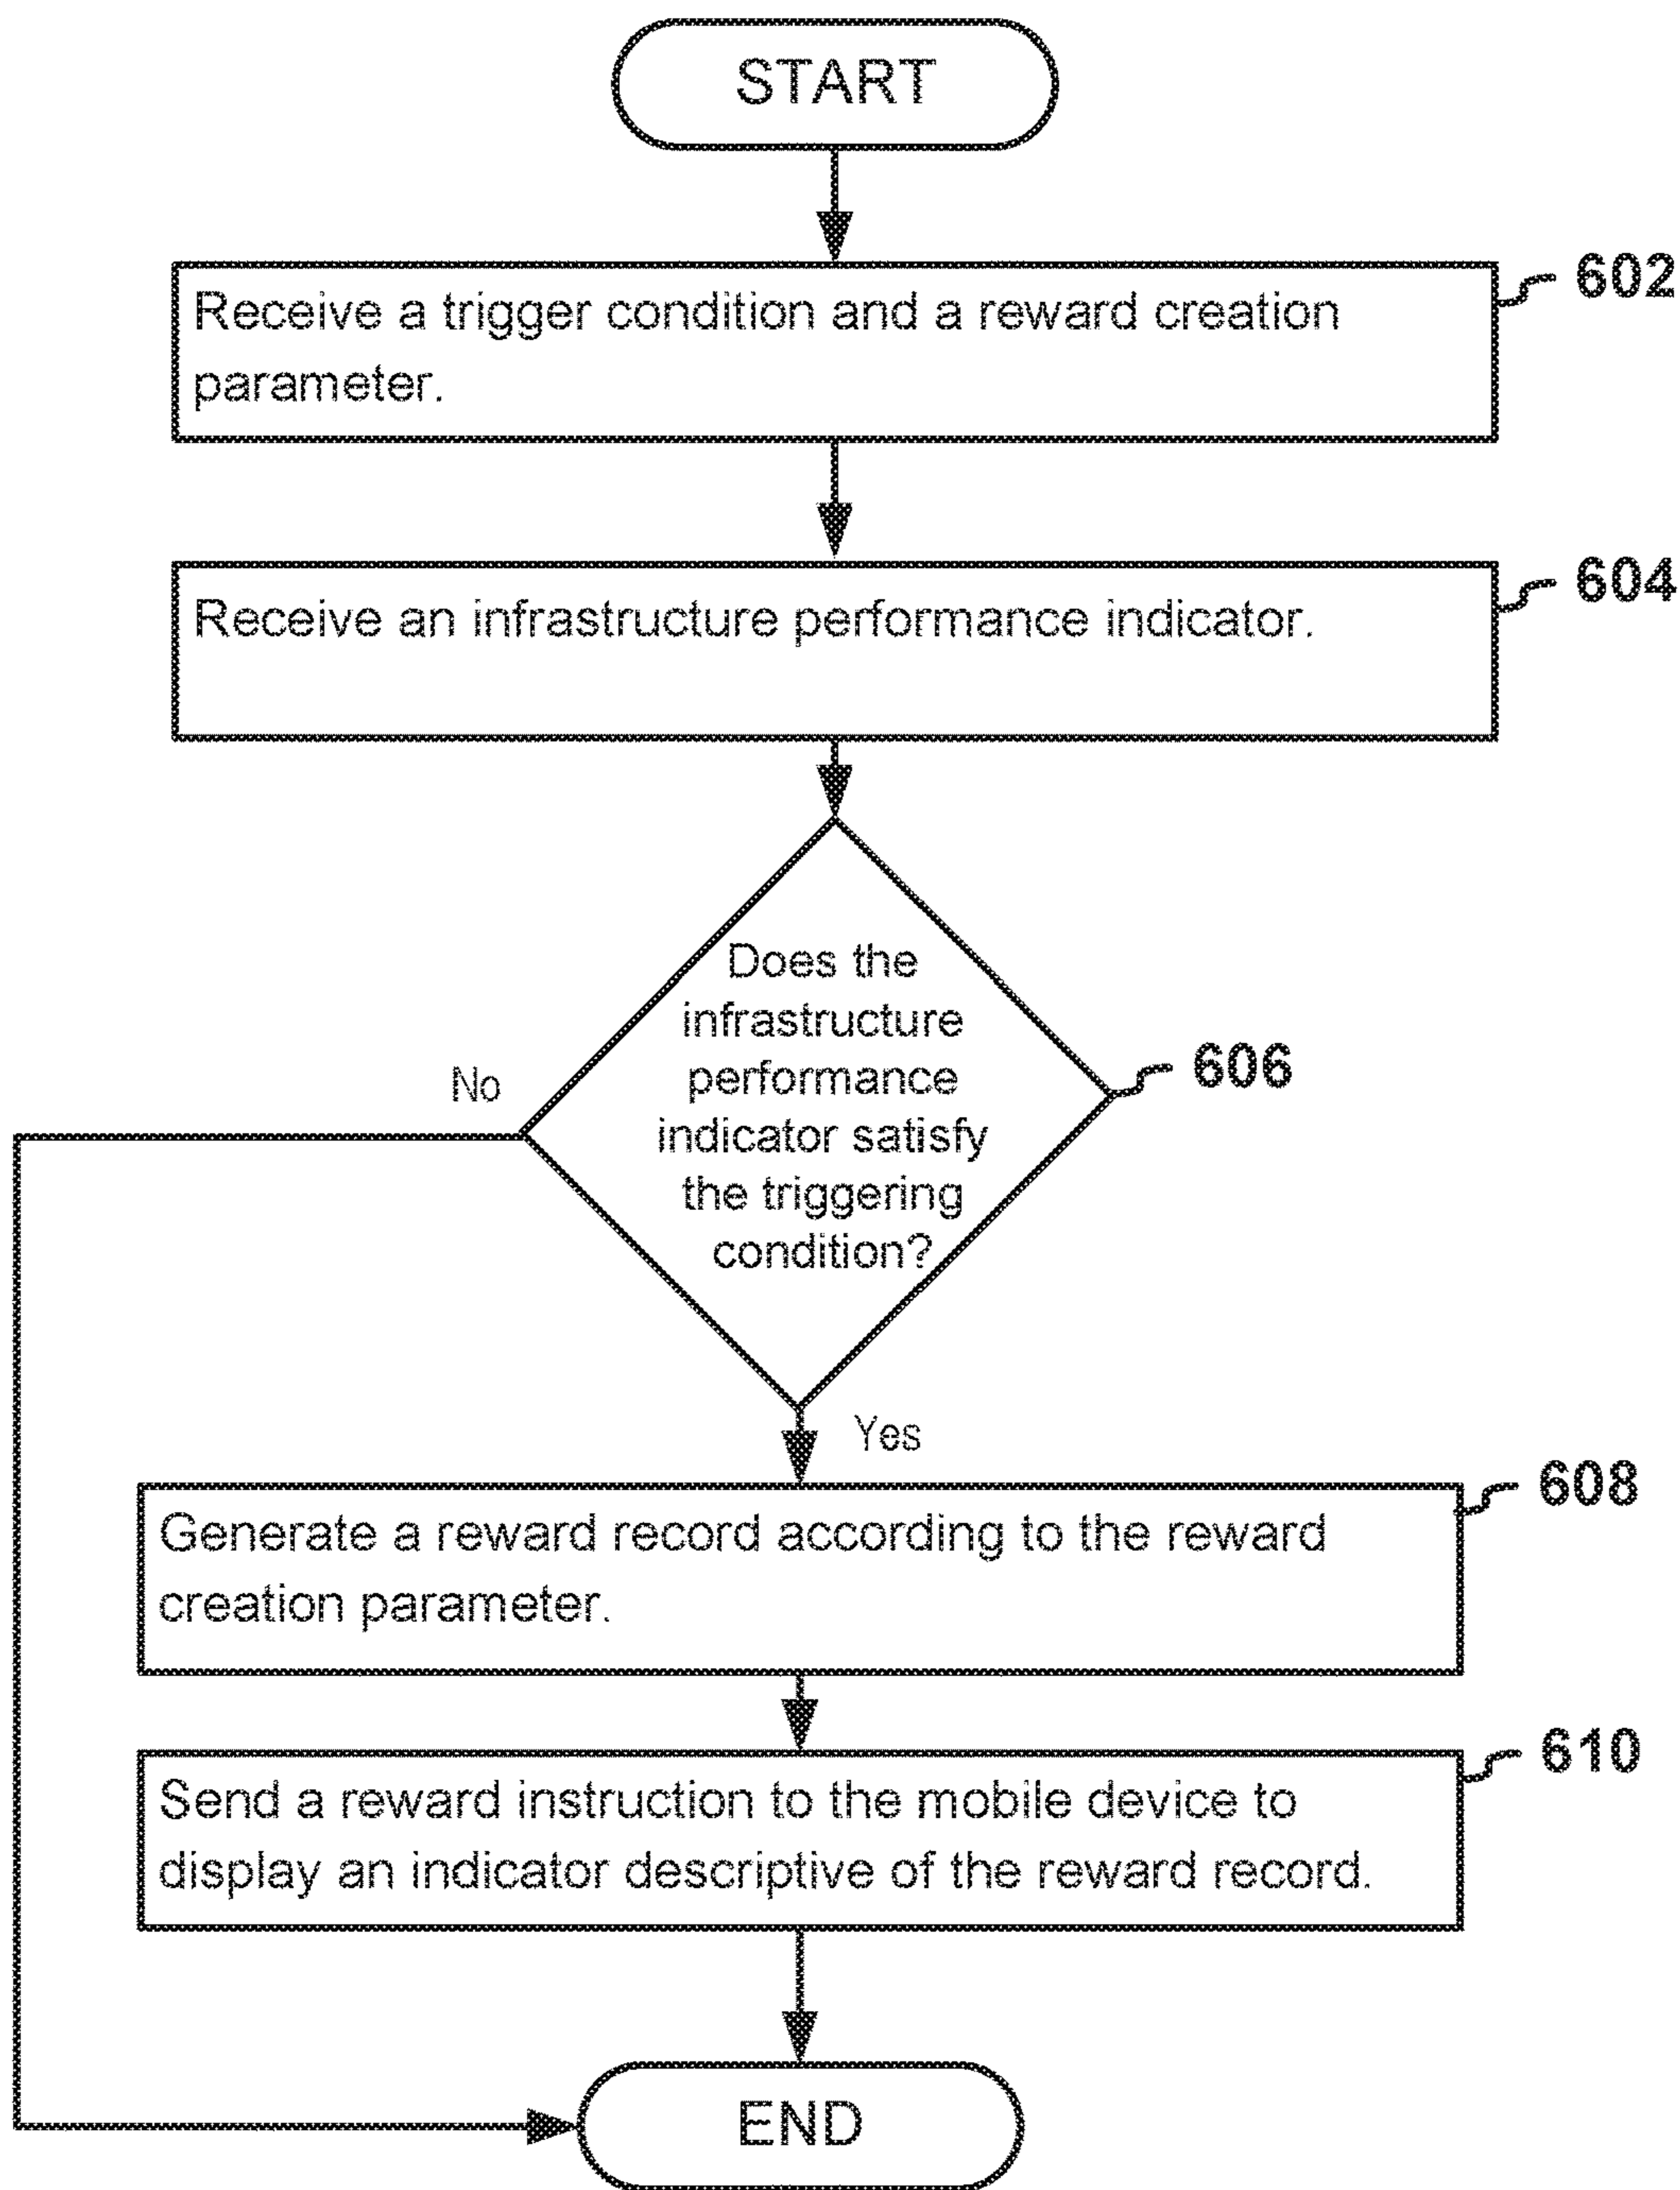 START
602
Receive a trigger condition and a reward creation
parameter.
604
Receive an infrastructure performance indicator.
Does the
infrastructure
performance
indicator satisfy
the triggering
condition?
606
No
Yes
608
Generate a reward record according to the reward
creation parameter.
610
Send a reward instruction to the mobile device to
display an indicator descriptive of the reward record.
END